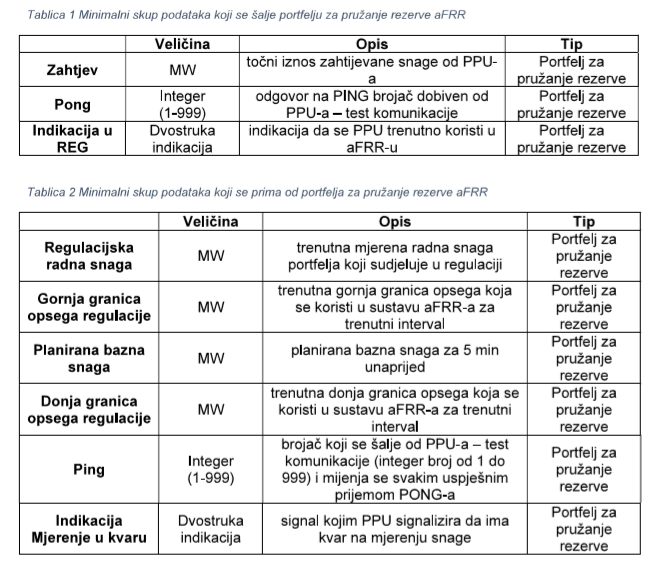 Tablica 1 Minimalni skup podataka koji se šalje portfelju za pružanje rezerve aFRR
Veličina Opis Tip
Zahtjev MW točni iznos zahtijevane snage od PPU-a Portfelj za pružanje rezerve
Pong Integer (1-999) odgovor na PING brojač dobiven od PPU-a – test komunikacije Portfelj za pružanje rezerve
Indikacija u REG Dvostruka indikacija indikacija da se PPU trenutno koristi u aFRR-u Portfelj za pružanje rezerve
Tablica 2 Minimalni skup podataka koji se prima od portfelja za pružanje rezerve aFRR
Veličina Opis Tip
Regulacijska radna snaga MW trenutna mjerena radna snaga portfelja koji sudjeluje u regulaciji Portfelj za pružanje rezerve
Gornja granica opsega regulacije MW trenutna gornja granica opsega koja se koristi u sustavu aFRR-a za trenutni interval Portfelj za pružanje rezerve
Planirana bazna snaga MW planirana bazna snaga za 5 min unaprijed Portfelj za pružanje rezerve
Donja granica opsega regulacije MW trenutna donja granica opsega koja se koristi u sustavu aFRR-a za trenutni interval Portfelj za pružanje rezerve
Ping Integer (1-999) brojač koji se šalje od PPU-a – test komunikacije (integer broj od 1 do 999) i mijenja se svakim uspješnim prijemom PONG-a Portfelj za pružanje rezerve
Indikacija Mjerenje u kvaru Dvostruka indikacija signal kojim PPU signalizira da ima kvar na mjerenju snage Portfelj za pružanje rezerve